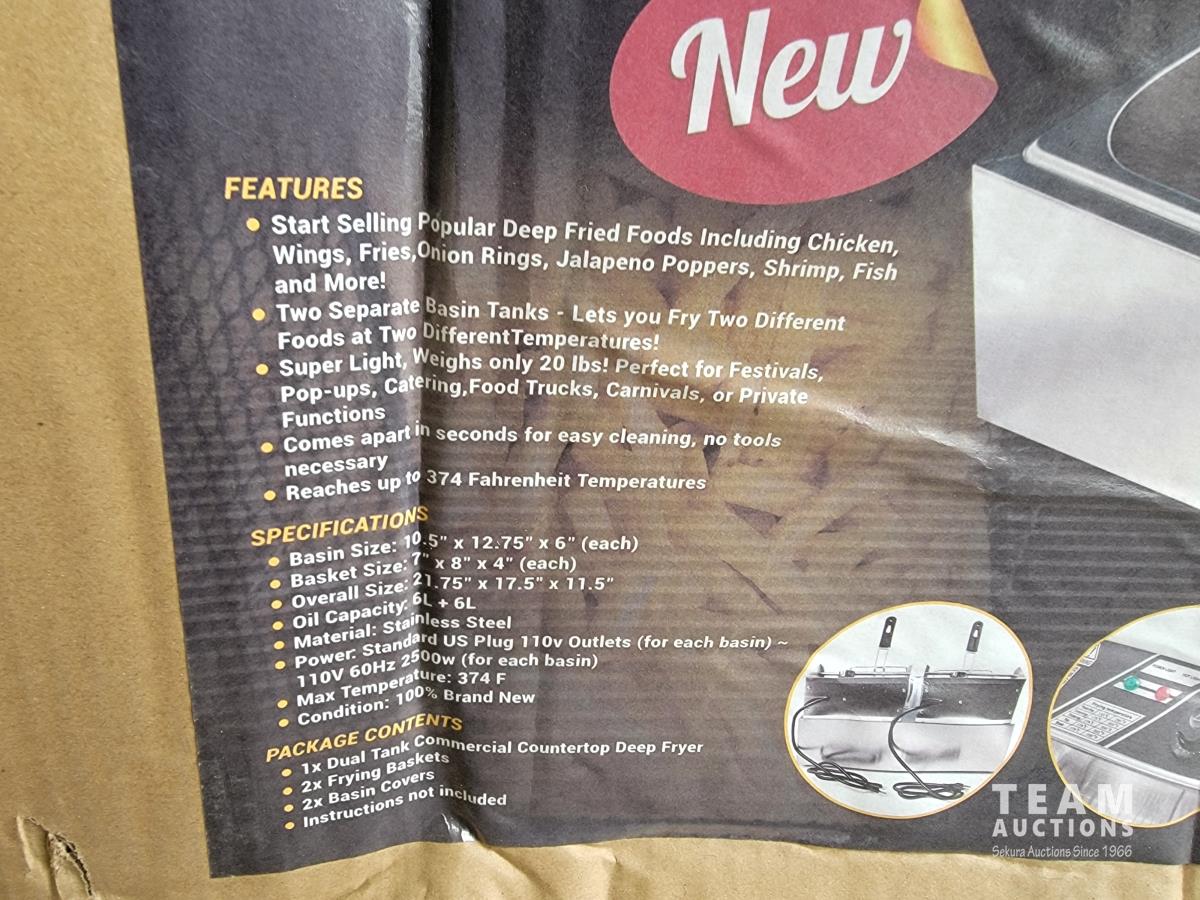 New
FEATURES
• Start Selling Popular Deep Fried Foods Including Chicken,
Wings, Fries,Onion Rings, Jalapeno Poppers, Shrimp, Fish
and More!
• Two Separate Basin Tanks - Lets you Fry Two Different
Foods at Two DifferentTemperatures!
• Super Light, Weighs only 20 lbs! Perfect for Festivals,
Pop-ups, Catering,Food Trucks, Carnivals, or Private
Functions
• Comes apart in seconds for easy cleaning, no tools
necessary
• Reaches up to 374 Fahrenheit Temperatures
SPECIFICATIONS
• Basin Size: 10.5" x 12.75" x 6" (each)
• Basket Size: 7" x 8" x 4" (each)
• Overall Size: 21.75" x 17.5" x 11.5"
• Oil Capacity: 6L + 6L
• Material: Stainless Steel
• Power: Standard US Plug 110v Outlets (for each basin) ~
110V 60Hz 2500w (for each basin)
• Max Temperature: 374 F
• Condition: 100% Brand New
PACKAGE CONTENTS
• 1x Dual Tank Commercial Countertop Deep Fryer
• 2x Frying Baskets
• 2x Basin Covers
• Instructions not included
TEAM
AUCTIONS
Sekura Auctions Since 1966